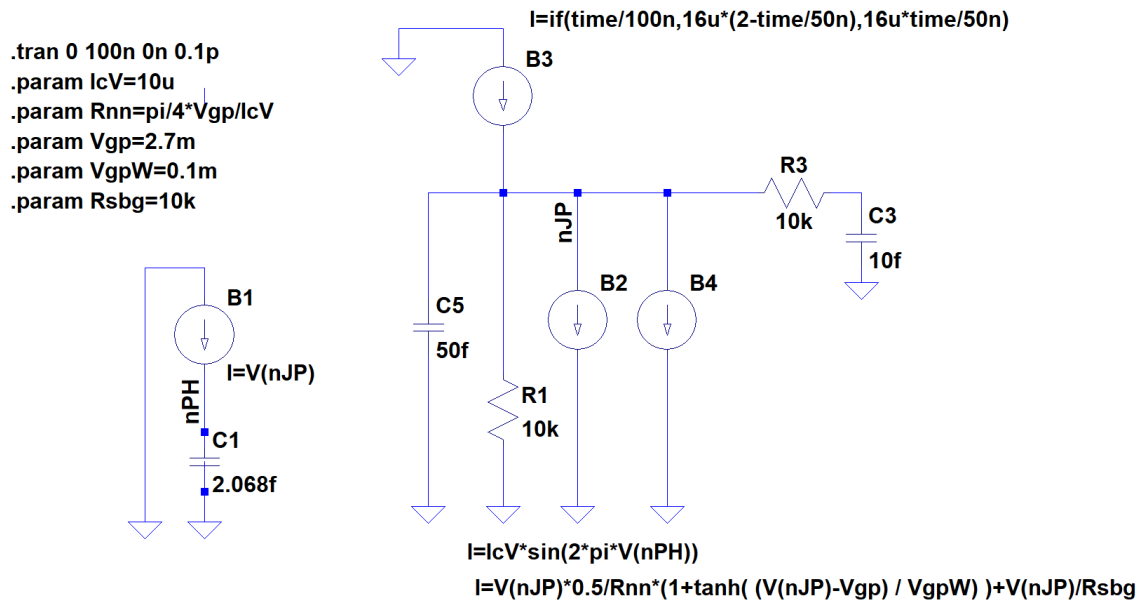 I=if(time/100n,16u*(2-time/50n),16u*time/50n)
.tran 0 100n 0n 0.1p
.param IcV=10u
.param Rnn=pi/4*Vgp/IcV
.param Vgp=2.7m
.param VgpW=0.1m
.param Rsbg=10k
B3
R3
10k
C3
10f
nJP
B1
I=V(nJP)
nPH
C1
2.068f
C5
50f
R1
10k
B2
B4
I=IcV*sin(2*pi*V(nPH))
I=V(nJP)*0.5/Rnn*(1+tanh( (V(nJP)-Vgp) / VgpW) )+V(nJP)/Rsbg